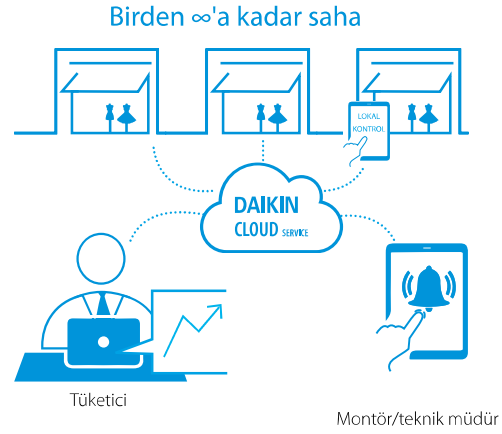 Birden ∞'a kadar saha
LOKAL
KONTROL
DAIKIN
CLOUD SERVICE
Tüketici
Montör/teknik müdür